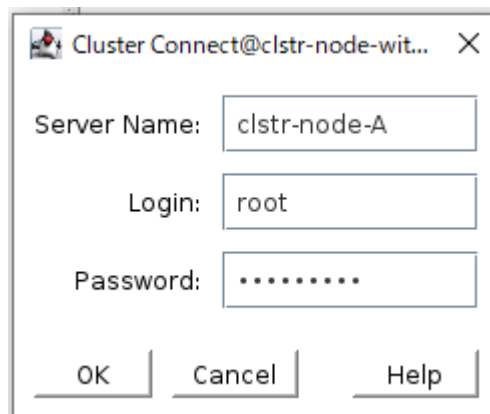 Cluster Connect@clstr-node-wit...
Server Name: clstr-node-A
Login: root
Password: •••••••••
OK Cancel Help